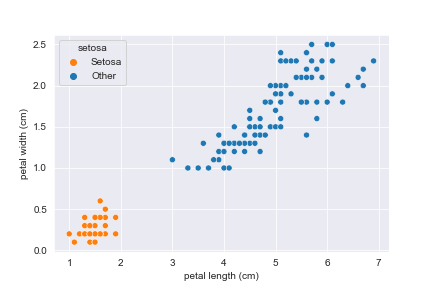 setosa
Setosa
Other
petal width (cm)
2.5
2.0
1.5
1.0
0.5
0.0
1 2 3 4 5 6 7
petal length (cm)